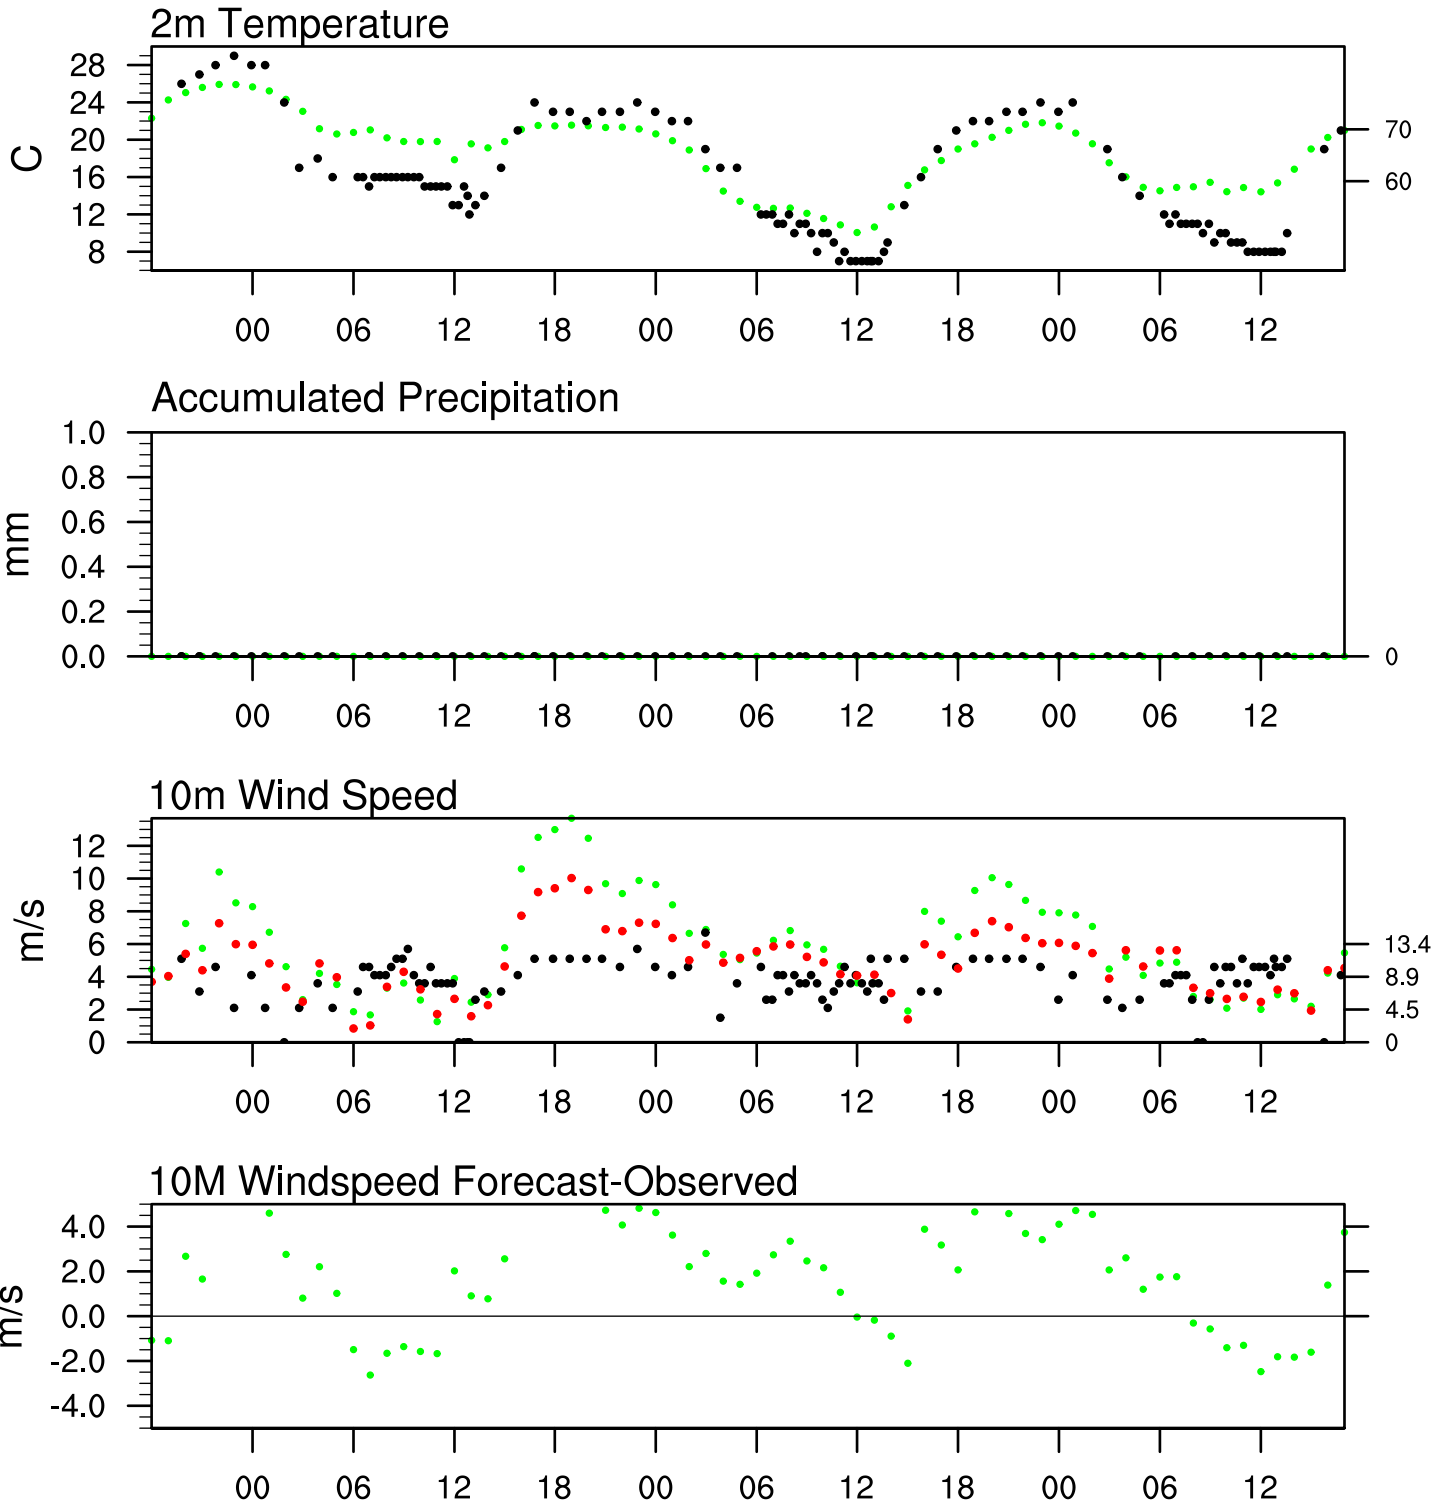 2m Temperature
28
24
20
16
12
8
C
70
60
00 06 12 18 00 06 12 18 00 06 12
Accumulated Precipitation
1.0
0.8
0.6
0.4
0.2
0.0
mm
0
00 06 12 18 00 06 12 18 00 06 12
10m Wind Speed
12
10
8
6
4
2
0
m/s
13.4
8.9
4.5
0
00 06 12 18 00 06 12 18 00 06 12
10M Windspeed Forecast-Observed
4.0
2.0
0.0
-2.0
-4.0
m/s
00 06 12 18 00 06 12 18 00 06 12